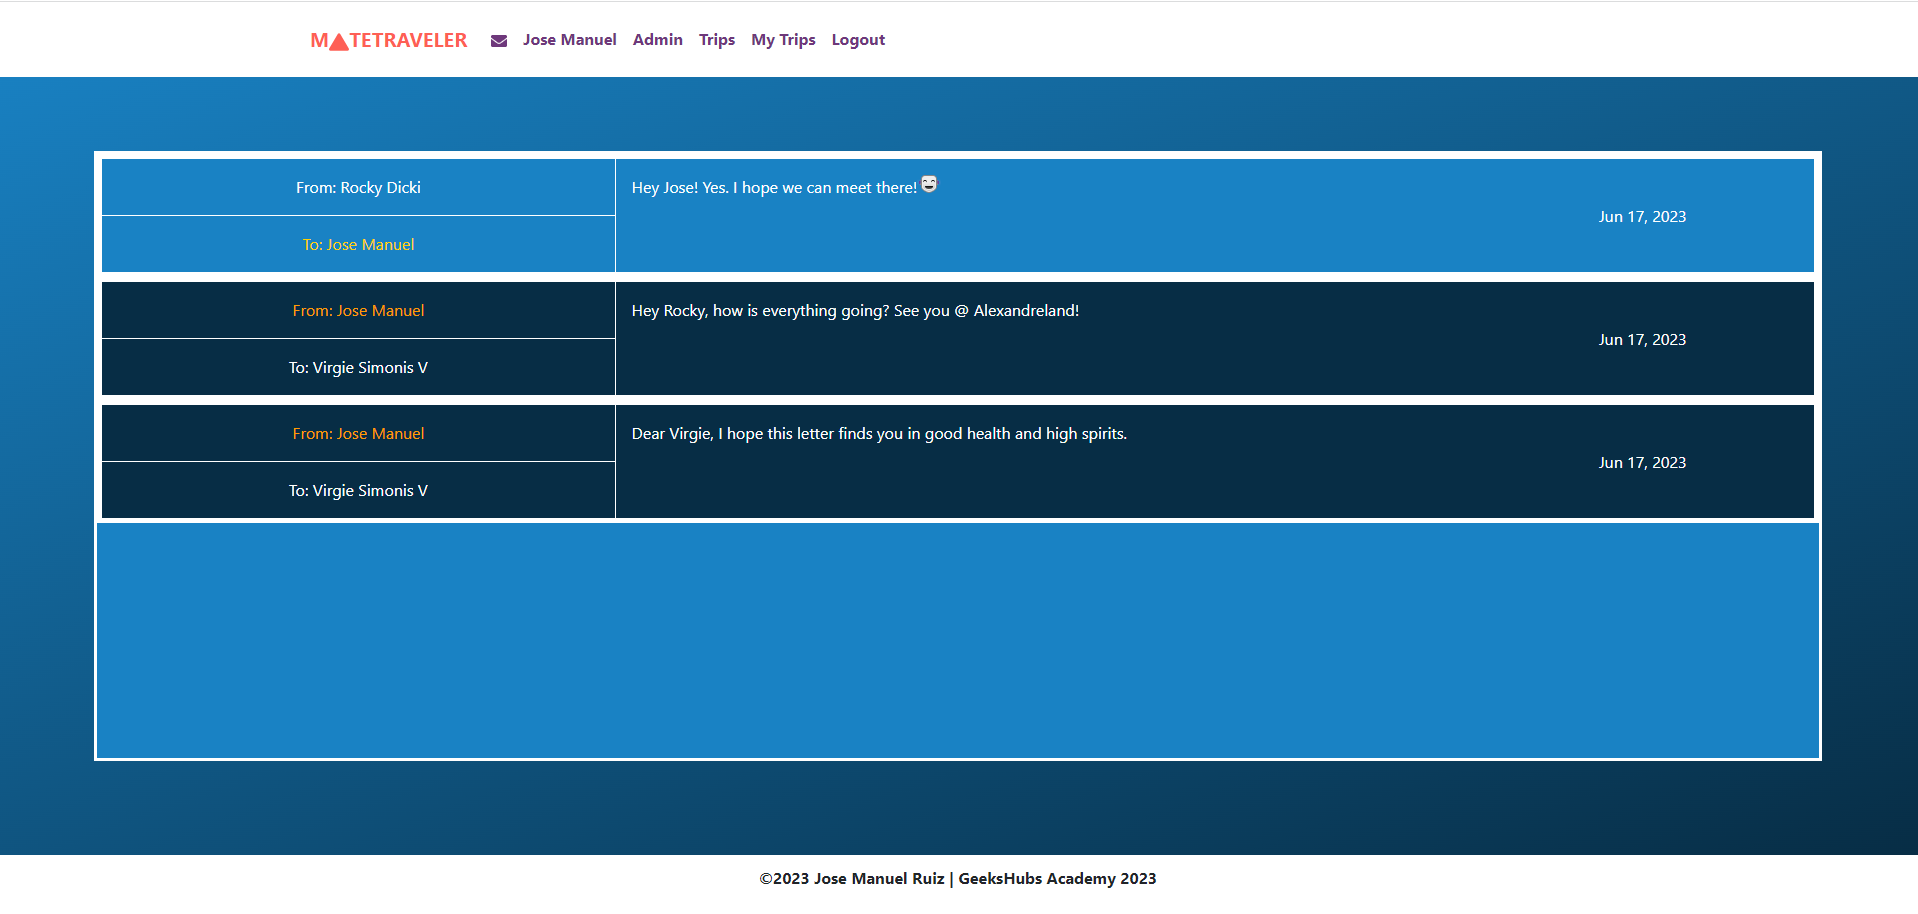 M▲TETRAVELER Jose Manuel Admin Trips My Trips Logout
From: Rocky Dicki
Hey Jose! Yes. I hope we can meet there!
Jun 17, 2023
To: Jose Manuel
From: Jose Manuel
Hey Rocky, how is everything going? See you @ Alexandreland!
Jun 17, 2023
To: Virgie Simonis V
From: Jose Manuel
Dear Virgie, I hope this letter finds you in good health and high spirits.
Jun 17, 2023
To: Virgie Simonis V
©2023 Jose Manuel Ruiz | GeeksHubs Academy 2023